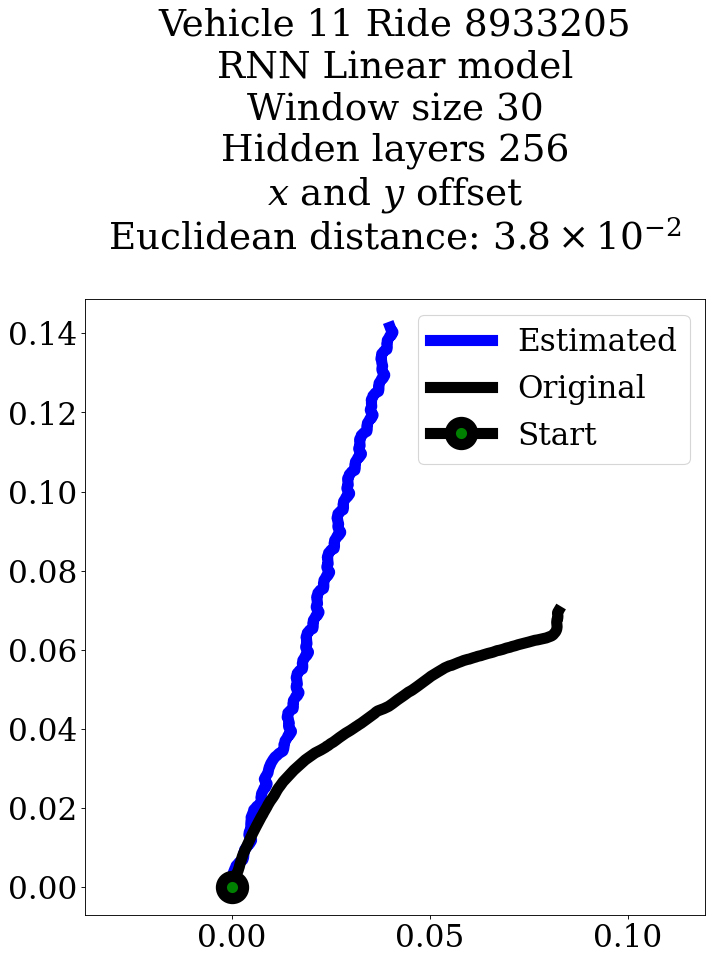 Vehicle 11 Ride 8933205
RNN Linear model
Window size 30
Hidden layers 256
x and y offset
Euclidean distance: 3.8 × 10⁻²
Estimated
Original
Start
0.14
0.12
0.10
0.08
0.06
0.04
0.02
0.00
0.00 0.05 0.10